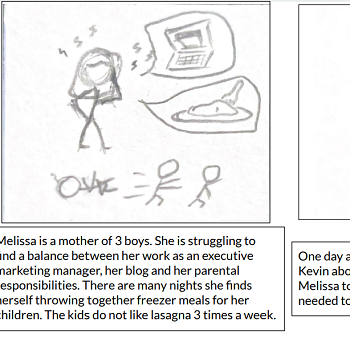 Melissa is a mother of 3 boys. She is struggling to
find a balance between her work as an executive
marketing manager, her blog and her parental
responsibilities. There are many nights she finds
herself throwing together freezer meals for her
children. The kids do not like lasagna 3 times a week.
One day a
Kevin abo
Melissa to
needed to